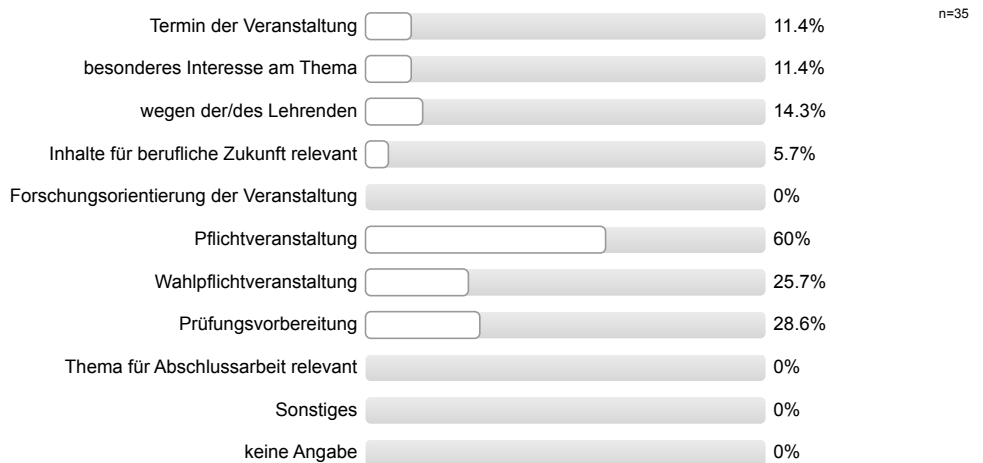 n=35
Termin der Veranstaltung 11.4%
besonderes Interesse am Thema 11.4%
wegen der/des Lehrenden 14.3%
Inhalte für berufliche Zukunft relevant 5.7%
Forschungsorientierung der Veranstaltung 0%
Pflichtveranstaltung 60%
Wahlpflichtveranstaltung 25.7%
Prüfungsvorbereitung 28.6%
Thema für Abschlussarbeit relevant 0%
Sonstiges 0%
keine Angabe 0%